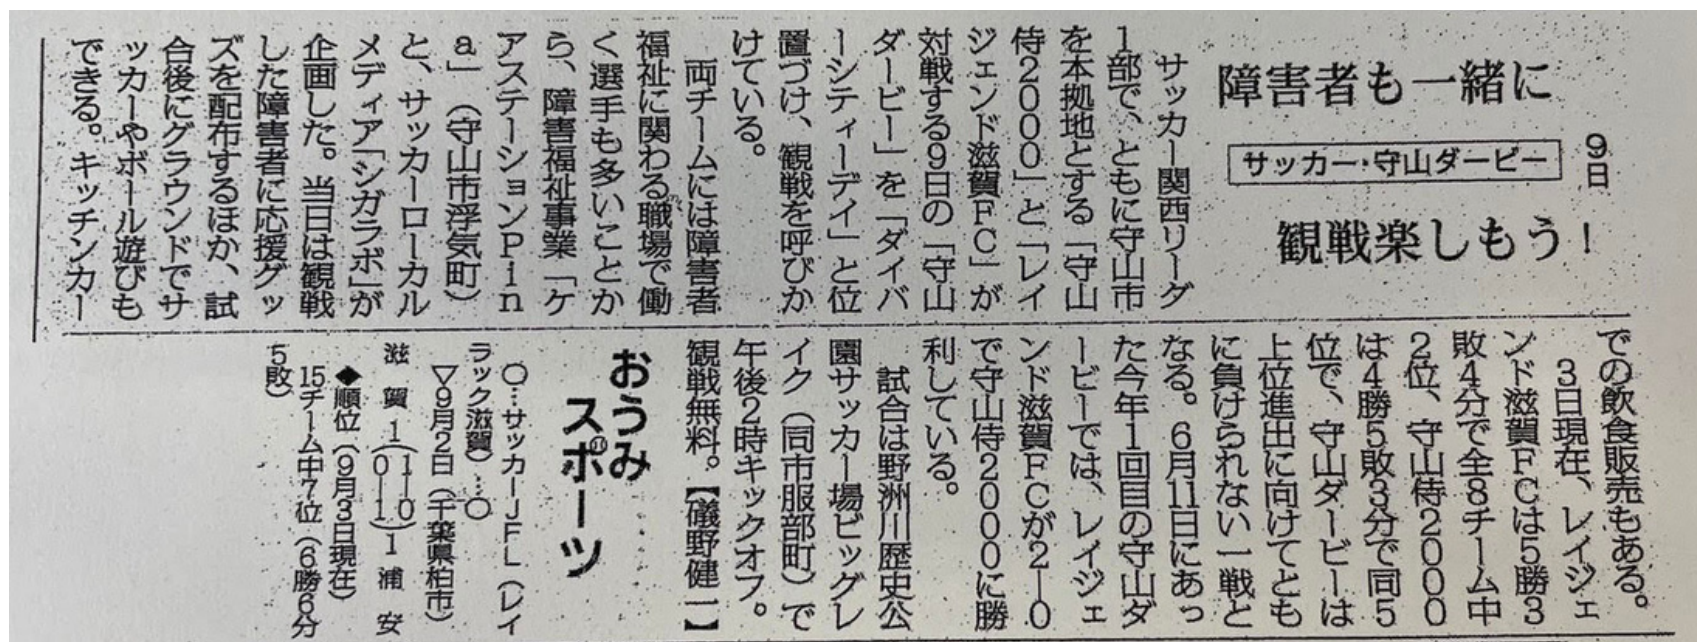 9日
障害者も一緒に
サッカー・守山ダービー
観戦楽しもう！
サッカー関西リーグ
1部で、ともに守山市
を本拠地とする「守山
侍2000」と「レイ
ジェンド滋賀FC」が
対戦する9日の「守山
ダービー」を「ダイバ
ーシティーデイ」と位
置づけ、観戦を呼びか
けている。
両チームには障害者
福祉に関わる職場で働
く選手も多いことか
ら、障害福祉事業「ケ
アステーションPin
a」（守山市浮気町）
と、サッカーローカル
メディア「シガラボ」が
企画した。当日は観戦
した障害者に応援グッ
ズを配布するほか、試
合後にグラウンドでサ
ッカーやボール遊びも
できる。キッチンカー
での飲食販売もある。
3日現在、レイジェ
ンド滋賀FCは5勝3
敗4分で全8チーム中
2位、守山侍2000
は4勝5敗3分で同5
位で、守山ダービーは
上位進出に向けてとも
に負けられない一戦と
なる。6月11日にあっ
た今年1回目の守山ダ
ービーでは、レイジェ
ンド滋賀FCが2―0
で守山侍2000に勝
利している。
試合は野洲川歴史公
園サッカー場ビッグレ
イク（同市服部町）で
午後2時キックオフ。
観戦無料。【礒野健一】
おうみ
スポーツ
○…サッカーJFL（レイ
ラック滋賀）…○
▽9月2日（千葉県柏市）
滋賀 1（1―0 0―1）1 浦安
◆順位（9月3日現在）
15チーム中7位（6勝6分
5敗）